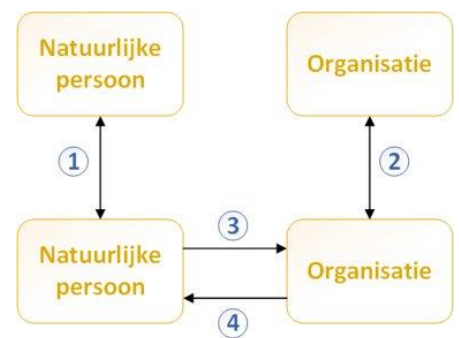 Natuurlijke
persoon
Organisatie
1
2
Natuurlijke
persoon
3
Organisatie
4